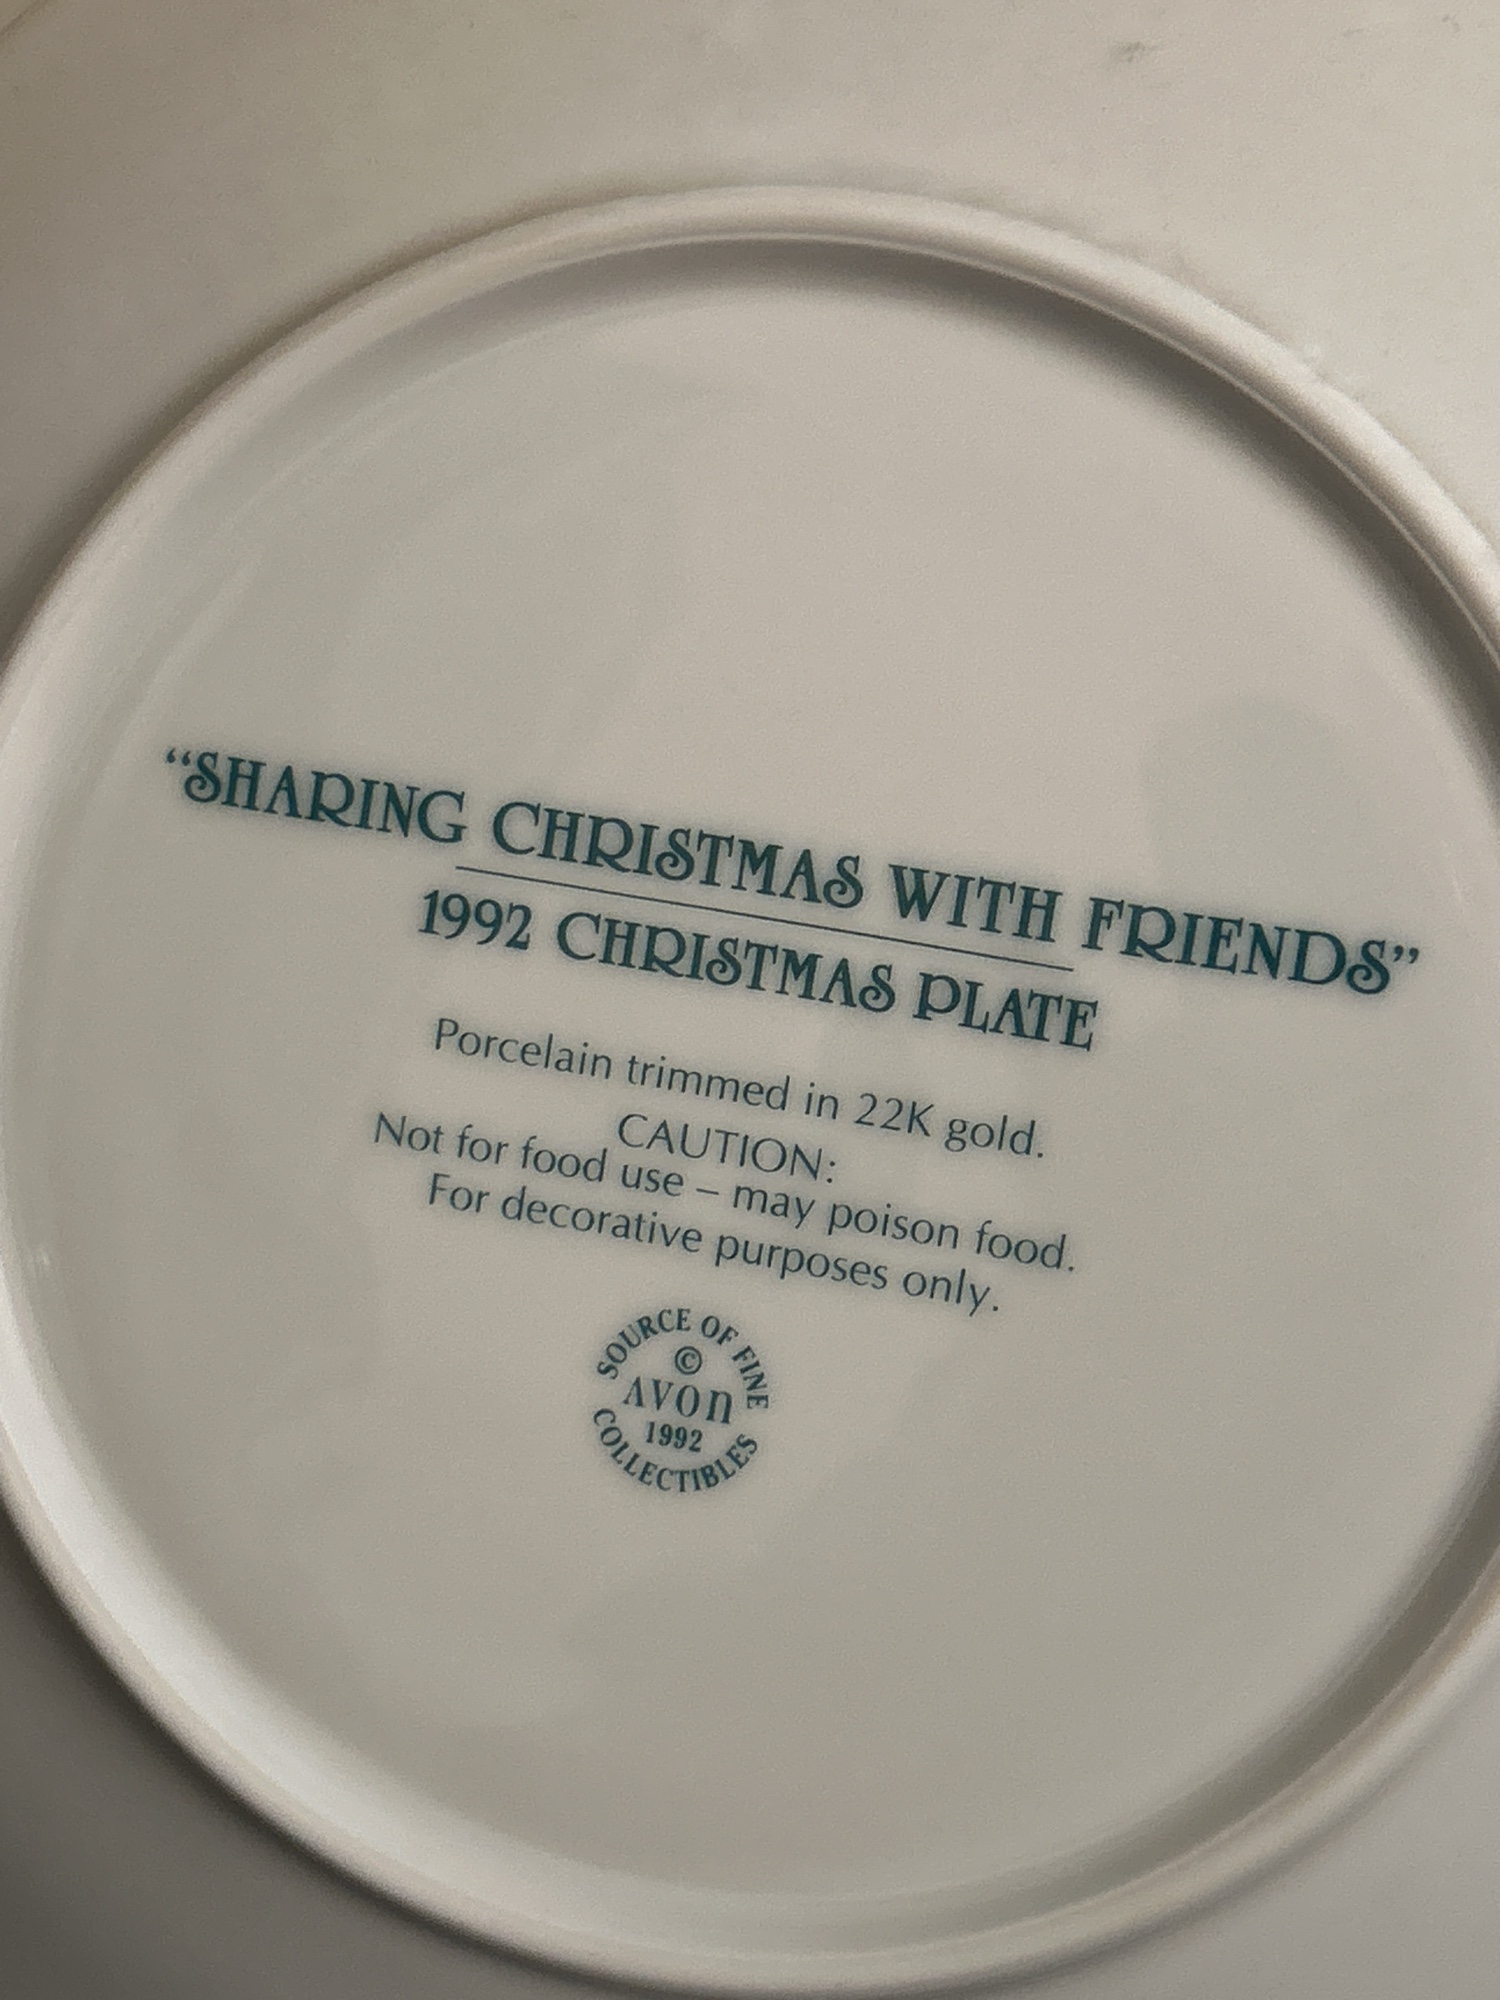 “SHARING CHRISTMAS WITH FRIENDS”
1992 CHRISTMAS PLATE
Porcelain trimmed in 22K gold.
CAUTION:
Not for food use – may poison food.
For decorative purposes only.
SOURCE OF FINE
©
AVON
1992
COLLECTIBLES